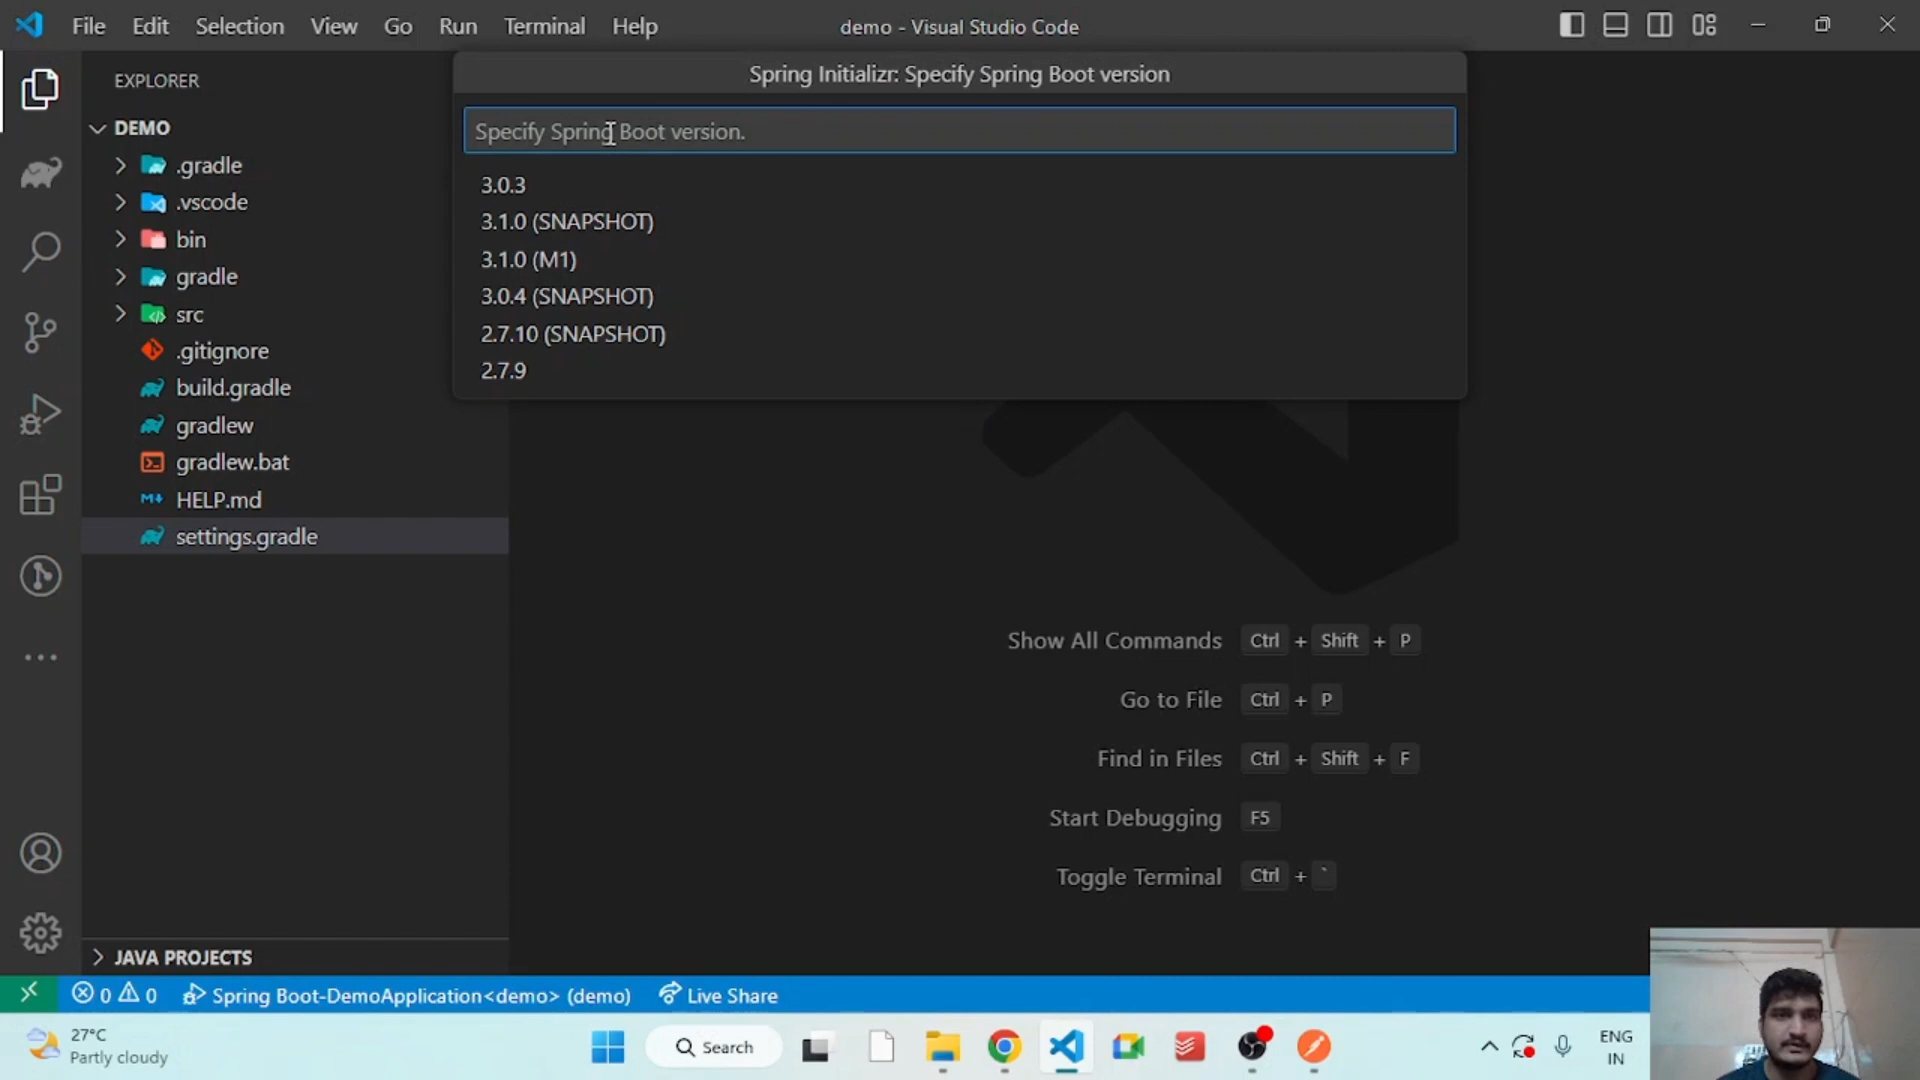 File Edit Selection View Go Run Terminal Help
demo - Visual Studio Code
EXPLORER
DEMO
.gradle
.vscode
bin
gradle
src
.gitignore
build.gradle
gradlew
gradlew.bat
HELP.md
settings.gradle
JAVA PROJECTS
Spring Initializr: Specify Spring Boot version
Specify Spring Boot version.
3.0.3
3.1.0 (SNAPSHOT)
3.1.0 (M1)
3.0.4 (SNAPSHOT)
2.7.10 (SNAPSHOT)
2.7.9
Show All Commands Ctrl + Shift + P
Go to File Ctrl + P
Find in Files Ctrl + Shift + F
Start Debugging F5
Toggle Terminal Ctrl + `
0 0 Spring Boot-DemoApplication<demo> (demo) Live Share
27°C
Partly cloudy
Search
ENG
IN